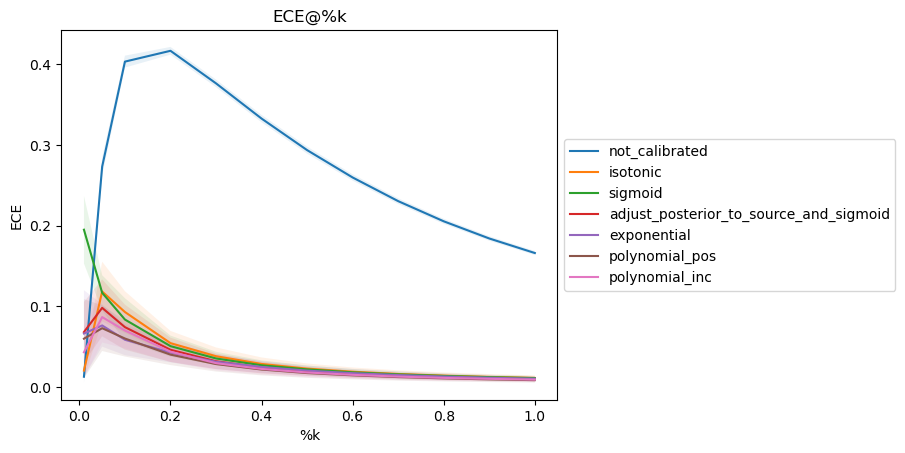 ECE@%k
0.4
0.3
0.2
0.1
0.0
ECE
0.0
0.2
0.4
0.6
0.8
1.0
%k
not_calibrated
isotonic
sigmoid
adjust_posterior_to_source_and_sigmoid
exponential
polynomial_pos
polynomial_inc